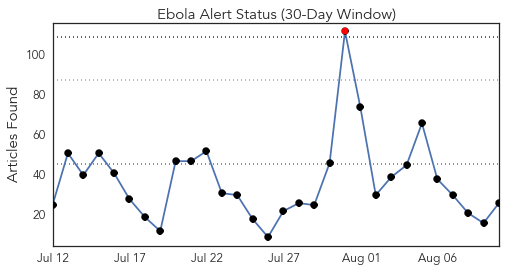 Ebola Alert Status (30-Day Window)
Articles Found
100
80
60
40
20
Jul 12 Jul 17 Jul 22 Jul 27 Aug 01 Aug 06